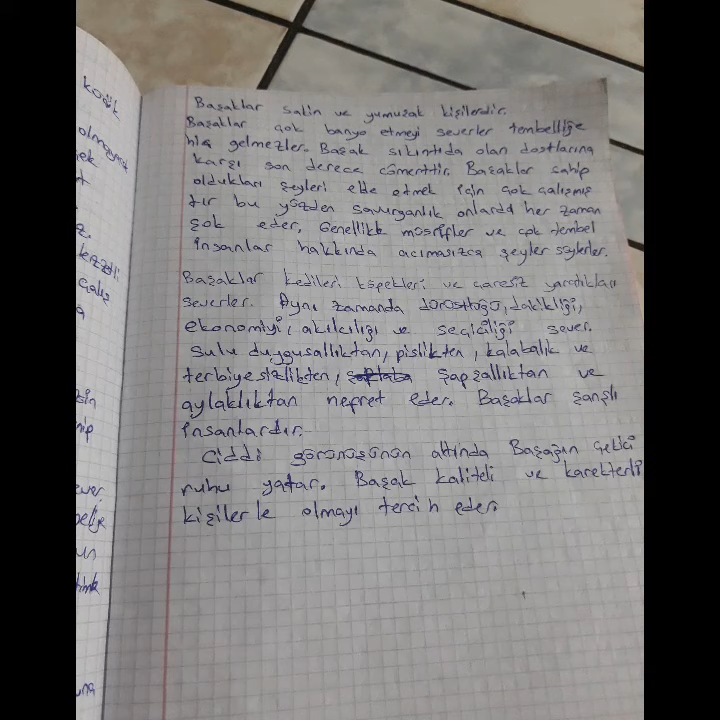 koşik
olmayarak
Başaklar sakin ve yumuşak kişilerdir.
Başaklar çok banyo etmeyi severler tembelliğe
hiç gelmezler. Başak sıkıntıda olan dostlarına
karşı son derece cömerttir. Başaklar sahip
oldukları şeyleri elde etmek için çok çalışmış
tır bu yüzden savurganlık onlarda her zaman
şok eder. Genellikle müsrifler ve çok tembel
insanlar hakkında acımasızca şeyler söylerler.
Başaklar kedileri köpekleri ve çaresiz yaratıkları
severler. Aynı zamanda dürüstlüğü, dakikliği,
ekonomiyi, akılcılığı ve seçiciliği sever.
Sulu duygusallıktan, pislikten, kalabalık ve
terbiyesizlikten, şapşallıktan ve
aylaklıktan nefret eder. Başaklar şanslı
insanlardır.
Ciddi görünüşünün altında Başağın çekici
ruhu yatar. Başak kaliteli ve karekterli
kişilerle olmayı tercih eder.